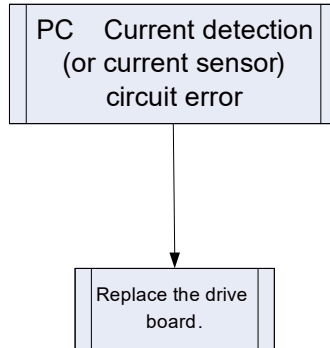 PC Current detection
(or current sensor)
circuit error
Replace the drive
board.